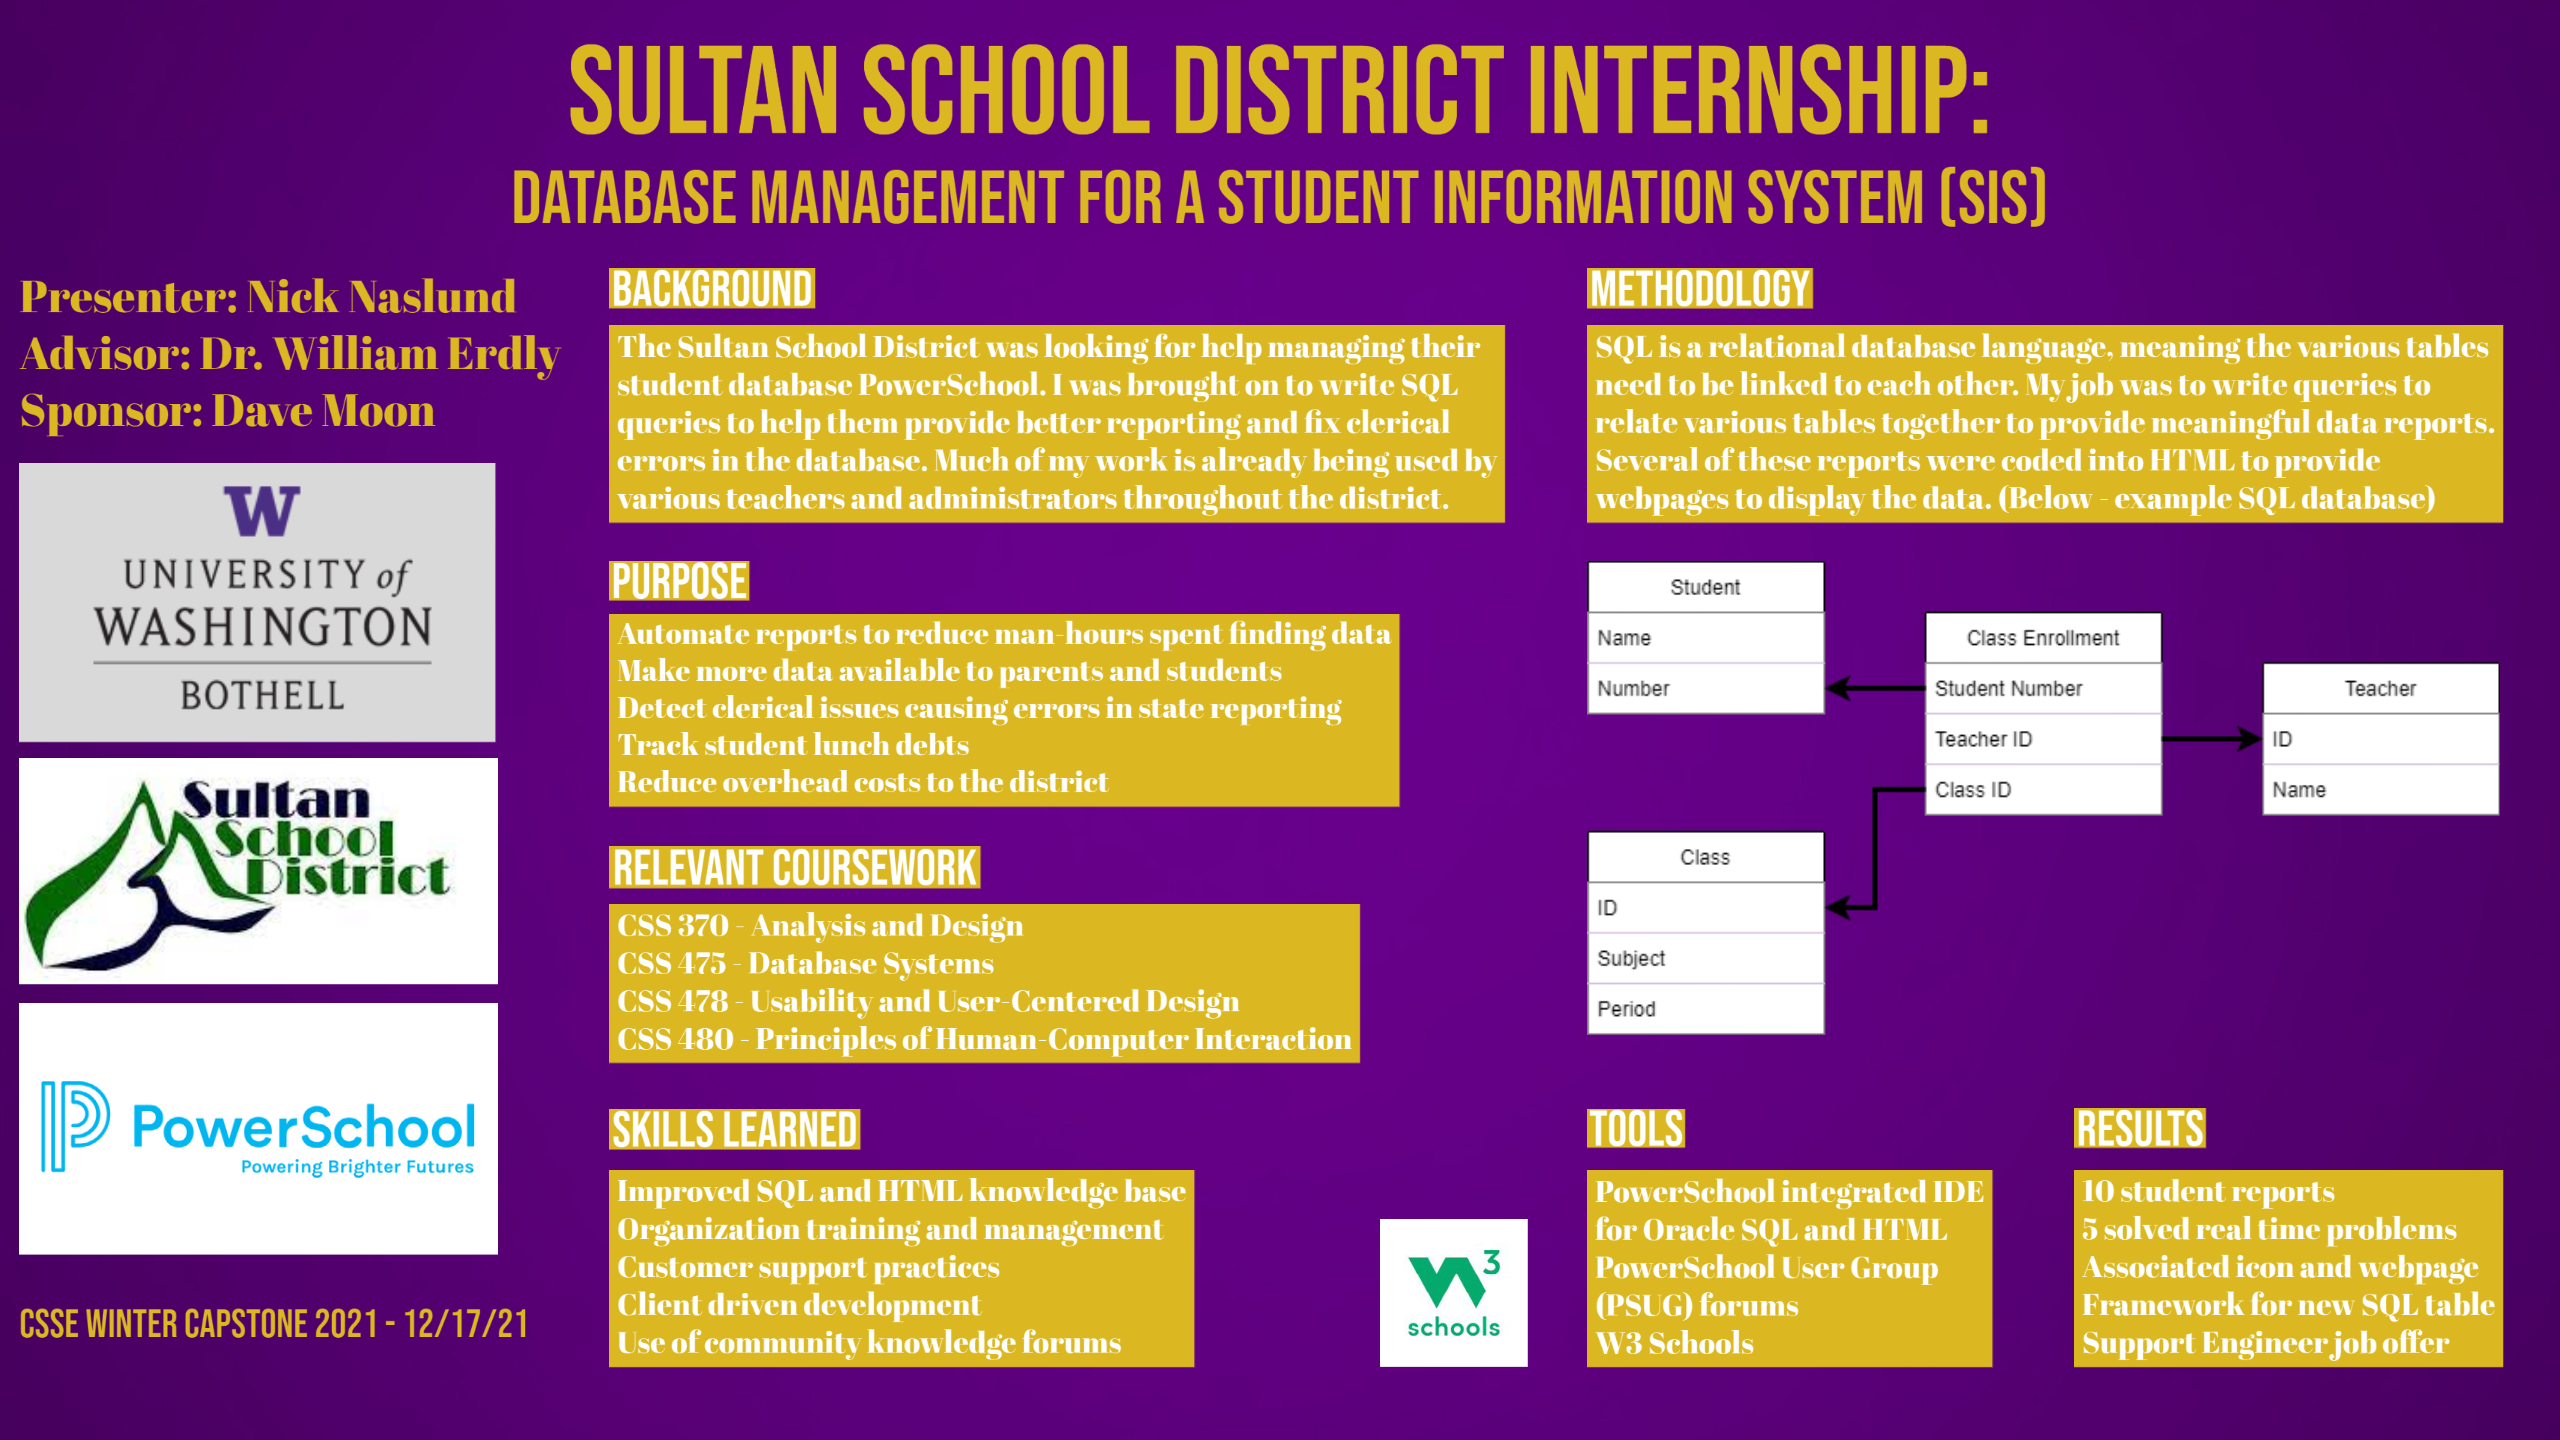 SULTAN SCHOOL DISTRICT INTERNSHIP:
DATABASE MANAGEMENT FOR A STUDENT INFORMATION SYSTEM (SIS)
Presenter: Nick Naslund
Advisor: Dr. William Erdly
Sponsor: Dave Moon
W
UNIVERSITY of
WASHINGTON
BOTHELL
Sultan
School
District
PowerSchool
Powering Brighter Futures
CSSE WINTER CAPSTONE 2021 - 12/17/21
BACKGROUND
The Sultan School District was looking for help managing their
student database PowerSchool. I was brought on to write SQL
queries to help them provide better reporting and fix clerical
errors in the database. Much of my work is already being used by
various teachers and administrators throughout the district.
PURPOSE
Automate reports to reduce man-hours spent finding data
Make more data available to parents and students
Detect clerical issues causing errors in state reporting
Track student lunch debts
Reduce overhead costs to the district
RELEVANT COURSEWORK
CSS 370 - Analysis and Design
CSS 475 - Database Systems
CSS 478 - Usability and User-Centered Design
CSS 480 - Principles of Human-Computer Interaction
SKILLS LEARNED
Improved SQL and HTML knowledge base
Organization training and management
Customer support practices
Client driven development
Use of community knowledge forums
W3
schools
METHODOLOGY
SQL is a relational database language, meaning the various tables
need to be linked to each other. My job was to write queries to
relate various tables together to provide meaningful data reports.
Several of these reports were coded into HTML to provide
webpages to display the data. (Below - example SQL database)
Student
Name
Number
Class Enrollment
Student Number
Teacher ID
Class ID
Teacher
ID
Name
Class
ID
Subject
Period
TOOLS
PowerSchool integrated IDE
for Oracle SQL and HTML
PowerSchool User Group
(PSUG) forums
W3 Schools
RESULTS
10 student reports
5 solved real time problems
Associated icon and webpage
Framework for new SQL table
Support Engineer job offer